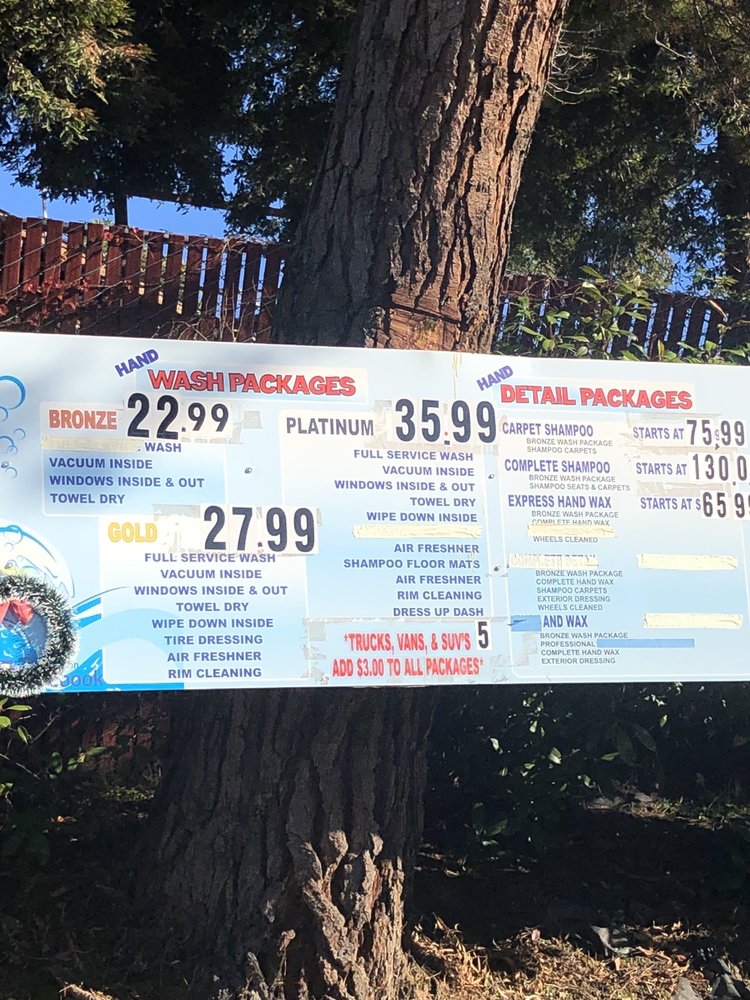 HAND
WASH PACKAGES
BRONZE 22.99
WASH
VACUUM INSIDE
WINDOWS INSIDE & OUT
TOWEL DRY
GOLD 27.99
FULL SERVICE WASH
VACUUM INSIDE
WINDOWS INSIDE & OUT
TOWEL DRY
WIPE DOWN INSIDE
TIRE DRESSING
AIR FRESHNER
RIM CLEANING
PLATINUM 35.99
FULL SERVICE WASH
VACUUM INSIDE
WINDOWS INSIDE & OUT
TOWEL DRY
WIPE DOWN INSIDE
AIR FRESHNER
SHAMPOO FLOOR MATS
AIR FRESHNER
RIM CLEANING
DRESS UP DASH
*TRUCKS, VANS, & SUV'S 5
ADD $3.00 TO ALL PACKAGES*
HAND
DETAIL PACKAGES
CARPET SHAMPOO STARTS AT 75.99
BRONZE WASH PACKAGE
SHAMPOO CARPETS
COMPLETE SHAMPOO STARTS AT 130.0
BRONZE WASH PACKAGE
SHAMPOO SEATS & CARPETS
EXPRESS HAND WAX STARTS AT $65.99
BRONZE WASH PACKAGE
COMPLETE HAND WAX
WHEELS CLEANED
COMPLETE DETAIL
BRONZE WASH PACKAGE
COMPLETE HAND WAX
SHAMPOO CARPETS
EXTERIOR DRESSING
WHEELS CLEANED
AND WAX
BRONZE WASH PACKAGE
PROFESSIONAL
COMPLETE HAND WAX
EXTERIOR DRESSING